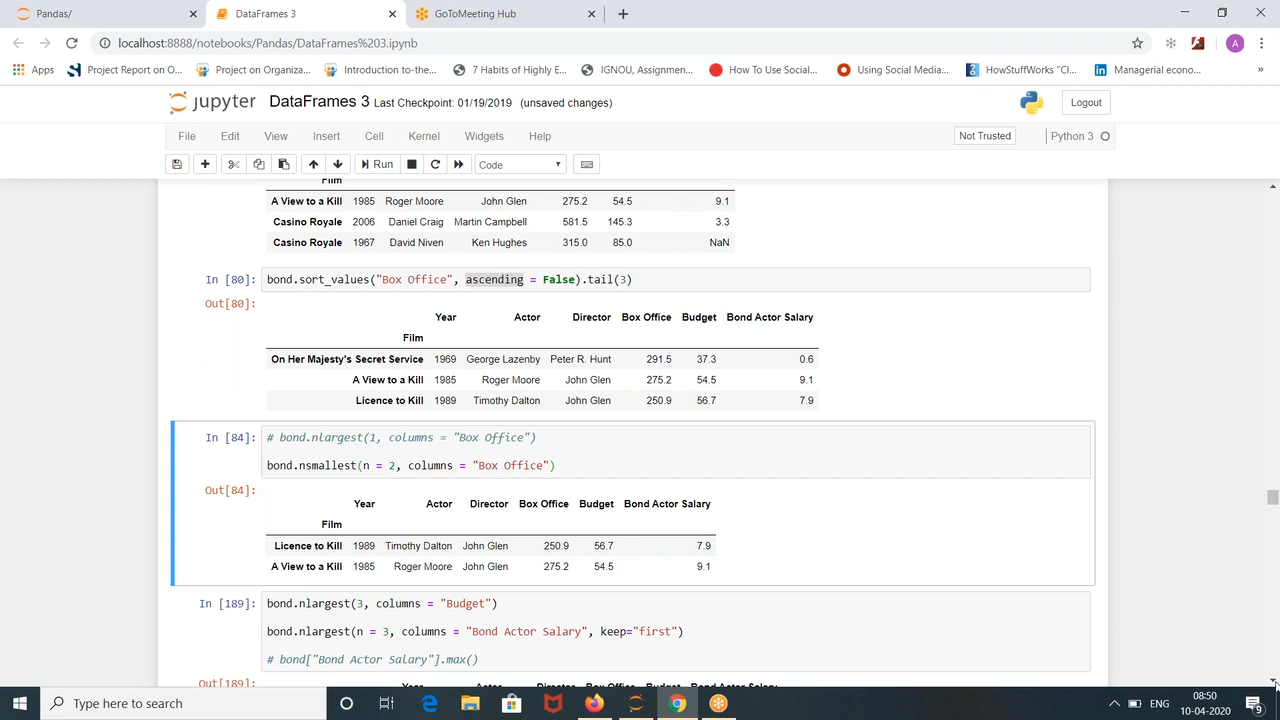 Pandas/
DataFrames 3
GoToMeeting Hub
localhost:8888/notebooks/Pandas/DataFrames%203.ipynb
A
Apps
Project Report on O...
Project on Organiza...
Introduction-to-the...
7 Habits of Highly E...
IGNOU, Assignmen...
How To Use Social...
Using Social Media...
HowStuffWorks "Cl...
Managerial econo...
»
jupyter DataFrames 3 Last Checkpoint: 01/19/2019 (unsaved changes)
Logout
File Edit View Insert Cell Kernel Widgets Help
Not Trusted
Python 3
Run
Code
Film
A View to a Kill 1985 Roger Moore John Glen 275.2 54.5 9.1
Casino Royale 2006 Daniel Craig Martin Campbell 581.5 145.3 3.3
Casino Royale 1967 David Niven Ken Hughes 315.0 85.0 NaN
In [80]: bond.sort_values("Box Office", ascending = False).tail(3)
Out[80]:
Year Actor Director Box Office Budget Bond Actor Salary
Film
On Her Majesty's Secret Service 1969 George Lazenby Peter R. Hunt 291.5 37.3 0.6
A View to a Kill 1985 Roger Moore John Glen 275.2 54.5 9.1
Licence to Kill 1989 Timothy Dalton John Glen 250.9 56.7 7.9
In [84]: # bond.nlargest(1, columns = "Box Office")
bond.nsmallest(n = 2, columns = "Box Office")
Out[84]:
Year Actor Director Box Office Budget Bond Actor Salary
Film
Licence to Kill 1989 Timothy Dalton John Glen 250.9 56.7 7.9
A View to a Kill 1985 Roger Moore John Glen 275.2 54.5 9.1
In [189]: bond.nlargest(3, columns = "Budget")
bond.nlargest(n = 3, columns = "Bond Actor Salary", keep="first")
# bond["Bond Actor Salary"].max()
Out[189]:
Year Actor Director Box Office Budget Bond Actor Salary
Type here to search
ENG
08:50
10-04-2020
9